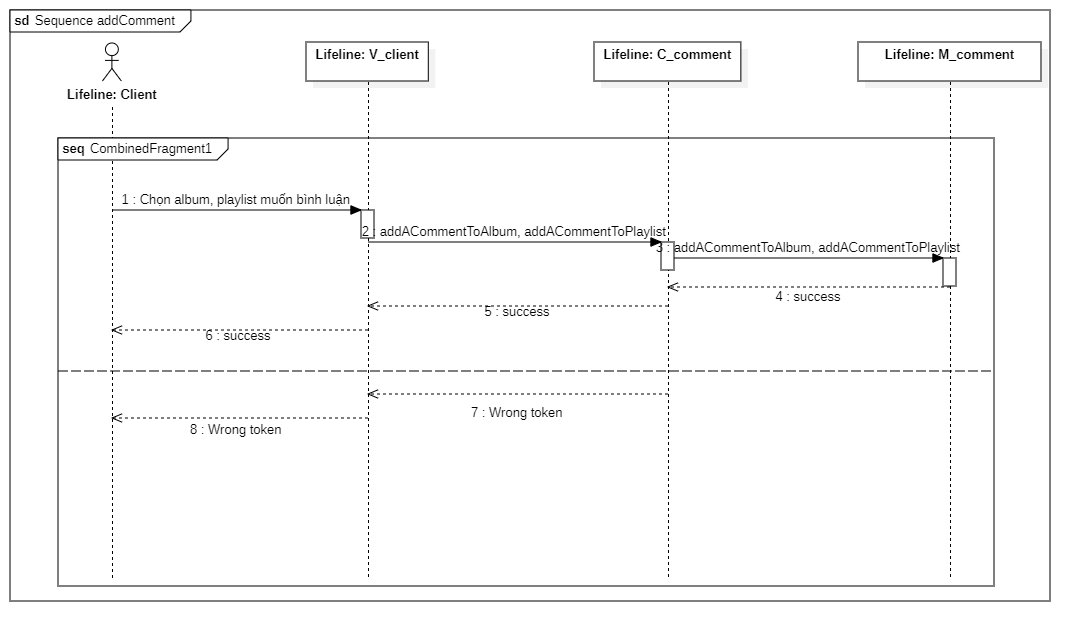 sd Sequence addComment
Lifeline: Client
Lifeline: V_client
Lifeline: C_comment
Lifeline: M_comment
seq CombinedFragment1
1 : Chọn album, playlist muốn bình luận
2 : addACommentToAlbum, addACommentToPlaylist
3 : addACommentToAlbum, addACommentToPlaylist
4 : success
5 : success
6 : success
7 : Wrong token
8 : Wrong token